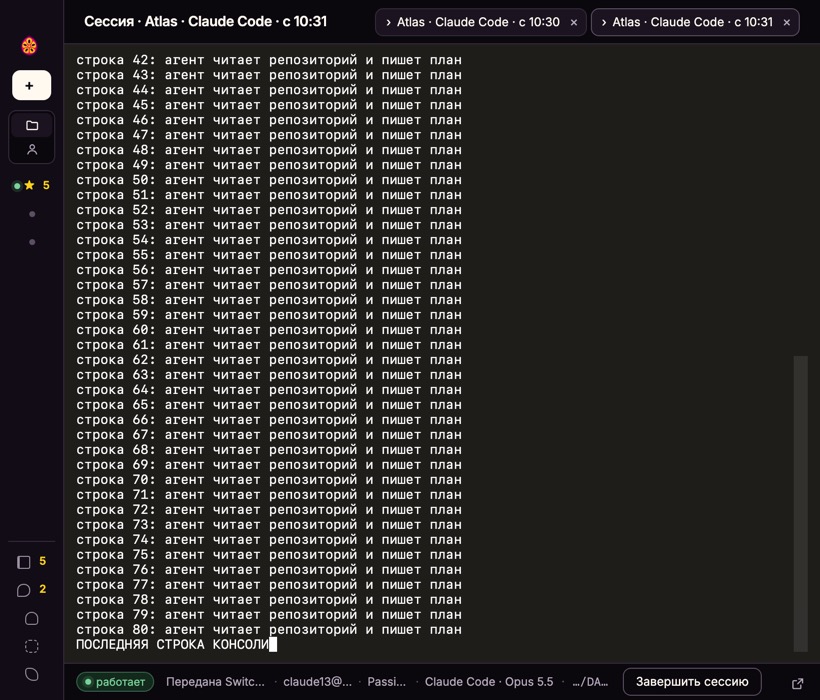 Сессия · Atlas · Claude Code · с 10:31
› Atlas · Claude Code · с 10:30 ×
› Atlas · Claude Code · с 10:31 ×
+
5
5
2
строка 42: агент читает репозиторий и пишет план
строка 43: агент читает репозиторий и пишет план
строка 44: агент читает репозиторий и пишет план
строка 45: агент читает репозиторий и пишет план
строка 46: агент читает репозиторий и пишет план
строка 47: агент читает репозиторий и пишет план
строка 48: агент читает репозиторий и пишет план
строка 49: агент читает репозиторий и пишет план
строка 50: агент читает репозиторий и пишет план
строка 51: агент читает репозиторий и пишет план
строка 52: агент читает репозиторий и пишет план
строка 53: агент читает репозиторий и пишет план
строка 54: агент читает репозиторий и пишет план
строка 55: агент читает репозиторий и пишет план
строка 56: агент читает репозиторий и пишет план
строка 57: агент читает репозиторий и пишет план
строка 58: агент читает репозиторий и пишет план
строка 59: агент читает репозиторий и пишет план
строка 60: агент читает репозиторий и пишет план
строка 61: агент читает репозиторий и пишет план
строка 62: агент читает репозиторий и пишет план
строка 63: агент читает репозиторий и пишет план
строка 64: агент читает репозиторий и пишет план
строка 65: агент читает репозиторий и пишет план
строка 66: агент читает репозиторий и пишет план
строка 67: агент читает репозиторий и пишет план
строка 68: агент читает репозиторий и пишет план
строка 69: агент читает репозиторий и пишет план
строка 70: агент читает репозиторий и пишет план
строка 71: агент читает репозиторий и пишет план
строка 72: агент читает репозиторий и пишет план
строка 73: агент читает репозиторий и пишет план
строка 74: агент читает репозиторий и пишет план
строка 75: агент читает репозиторий и пишет план
строка 76: агент читает репозиторий и пишет план
строка 77: агент читает репозиторий и пишет план
строка 78: агент читает репозиторий и пишет план
строка 79: агент читает репозиторий и пишет план
строка 80: агент читает репозиторий и пишет план
ПОСЛЕДНЯЯ СТРОКА КОНСОЛИ
работает Передана Switc... · claude13@... · Passi... · Claude Code · Opus 5.5 · .../DA... Завершить сессию